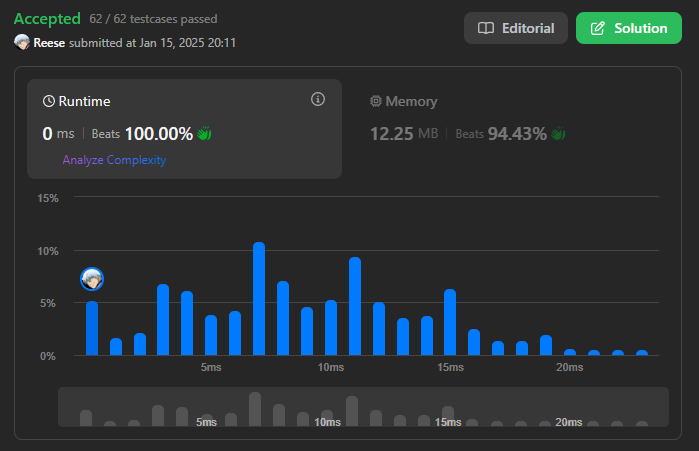 Accepted 62 / 62 testcases passed
Editorial
Solution
Reese submitted at Jan 15, 2025 20:11
Runtime
0 ms | Beats 100.00%
Analyze Complexity
Memory
12.25 MB | Beats 94.43%
15%
10%
5%
0%
5ms 10ms 15ms 20ms
5ms 10ms 15ms 20ms